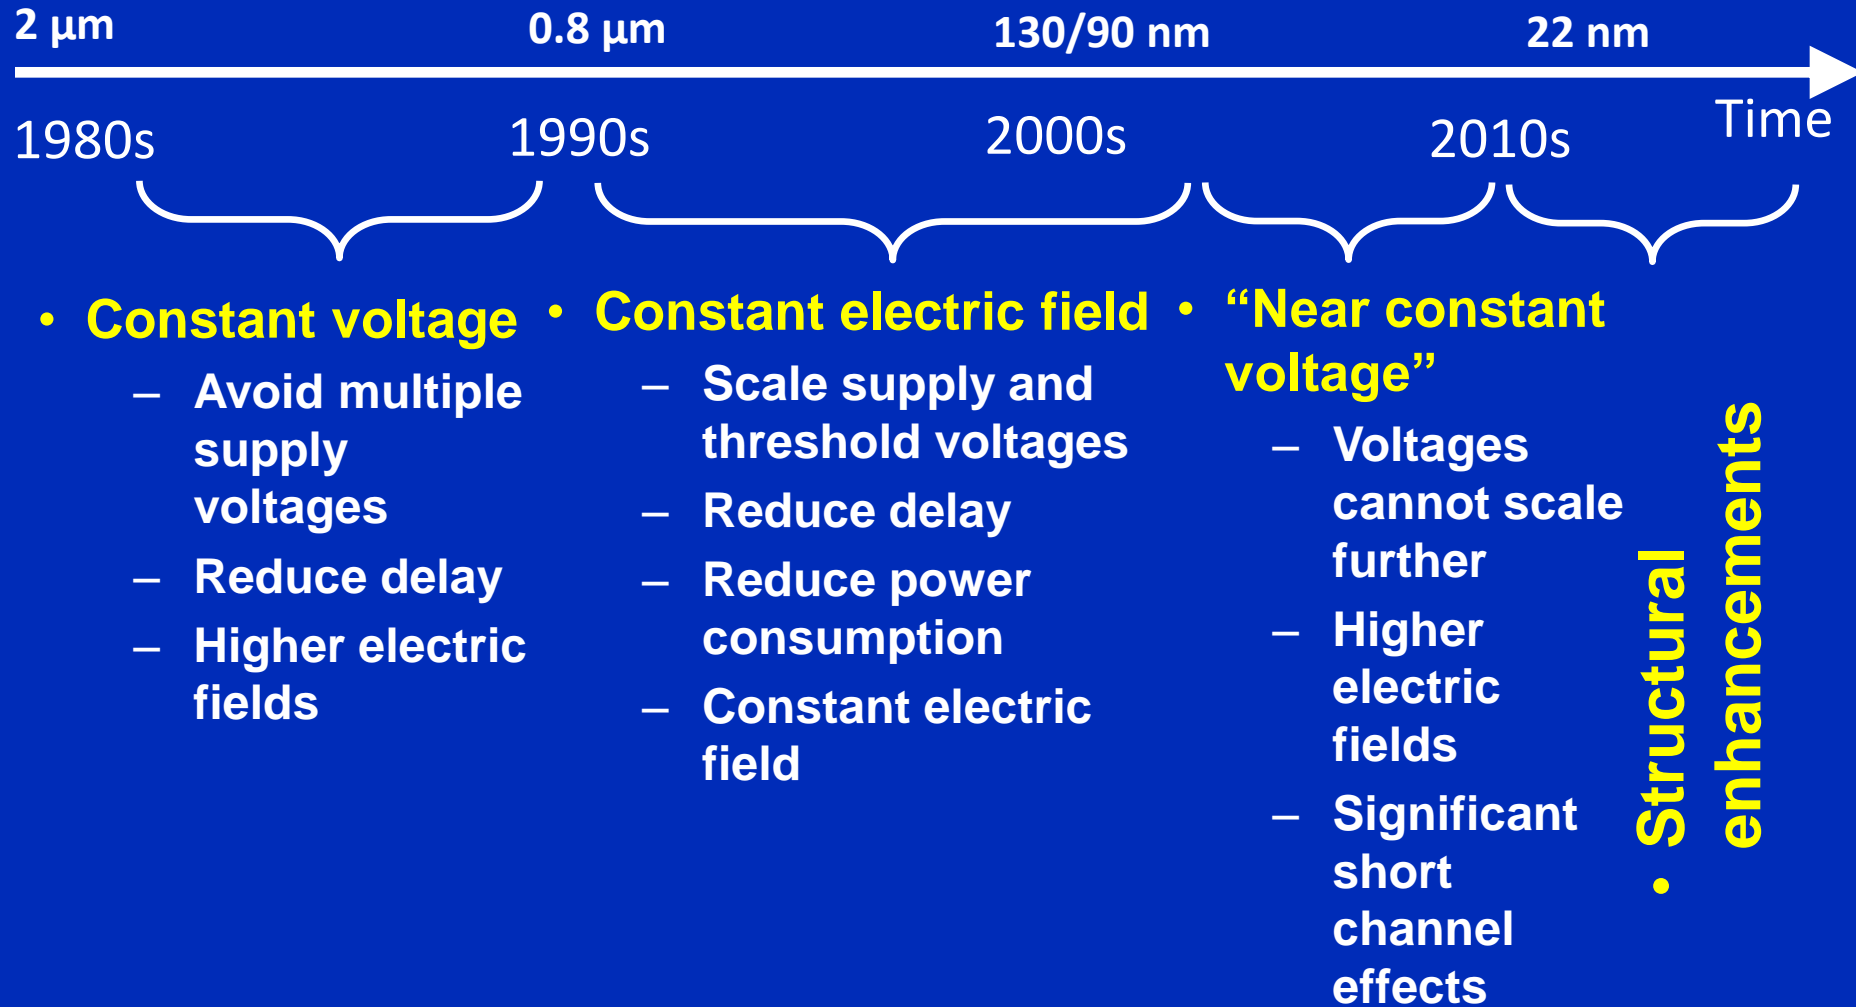 2 µm
0.8 µm
130/90 nm
22 nm
1980s
1990s
2000s
2010s
Time
• Constant voltage
– Avoid multiple
supply
voltages
– Reduce delay
– Higher electric
fields
• Constant electric field
– Scale supply and
threshold voltages
– Reduce delay
– Reduce power
consumption
– Constant electric
field
• “Near constant
voltage”
– Voltages
cannot scale
further
– Higher
electric
fields
– Significant
short
channel
effects
• Structural
enhancements